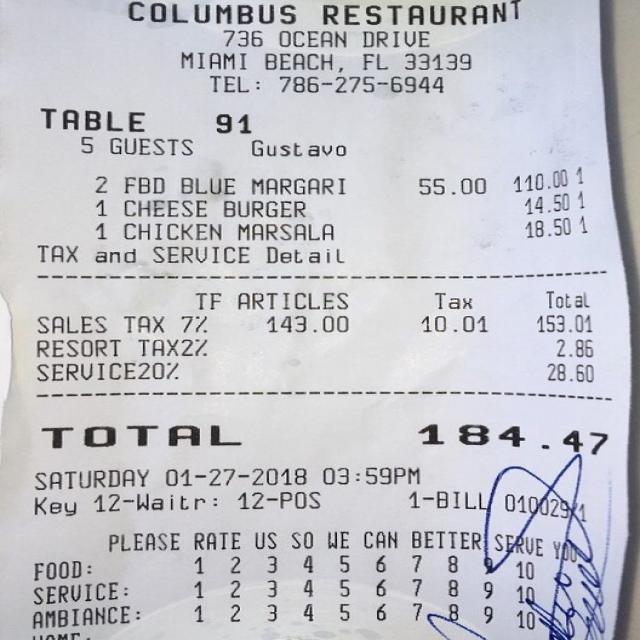 COLUMBUS RESTAURANT
736 OCEAN DRIVE
MIAMI BEACH, FL 33139
TEL: 786-275-6944
TABLE 91
5 GUESTS Gustavo
2 FBD BLUE MARGARI 55.00 110.00 1
1 CHEESE BURGER 14.50 1
1 CHICKEN MARSALA 18.50 1
TAX and SERVICE Detail
TF ARTICLES Tax Total
SALES TAX 7% 143.00 10.01 153.01
RESORT TAX2% 2.86
SERVICE20% 28.60
TOTAL 184.47
SATURDAY 01-27-2018 03:59PM
Key 12-Waitr: 12-POS 1-BILL 010029/1
PLEASE RATE US SO WE CAN BETTER SERVE YOU
FOOD: 1 2 3 4 5 6 7 8 9 10
SERVICE: 1 2 3 4 5 6 7 8 9 10
AMBIANCE: 1 2 3 4 5 6 7 8 9 10